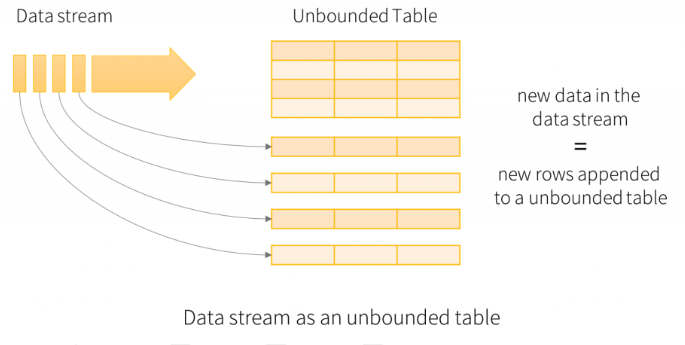 Data stream
Unbounded Table
new data in the
data stream
=
new rows appended
to a unbounded table
Data stream as an unbounded table